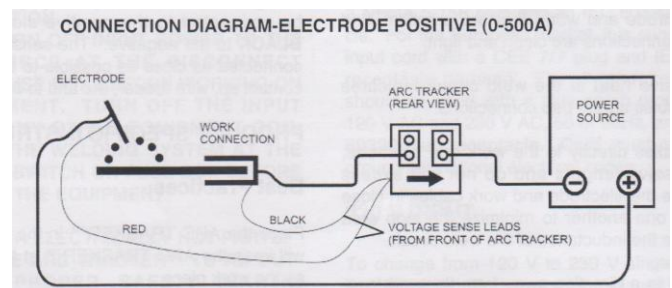 CONNECTION DIAGRAM-ELECTRODE POSITIVE (0-500A)
ELECTRODE
WORK
CONNECTION
ARC TRACKER
(REAR VIEW)
POWER
SOURCE
RED
BLACK
VOLTAGE SENSE LEADS
(FROM FRONT OF ARC TRACKER)